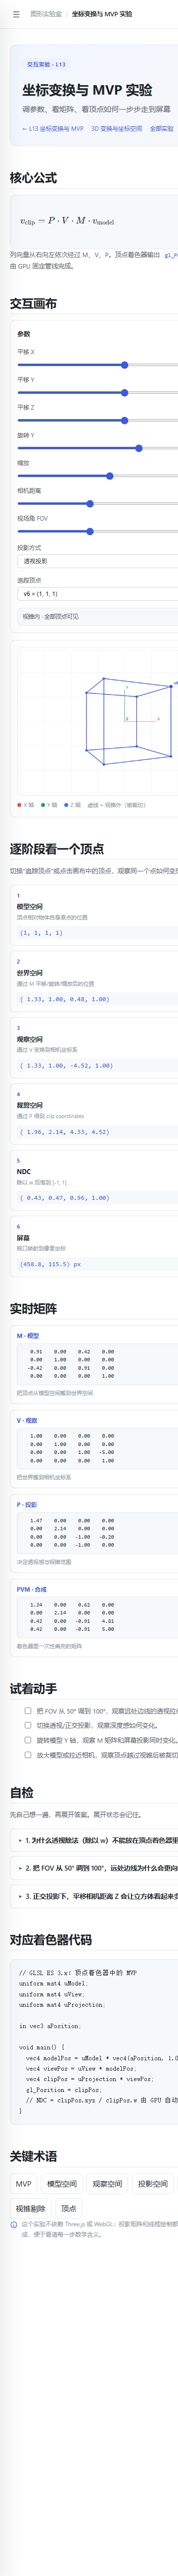 ☰ 图形实验室 / 坐标变换与 MVP 实验
交互实验 · L13
坐标变换与 MVP 实验
调参数、看矩阵、看顶点如何一步步走到屏幕
← L13 坐标变换与 MVP 3D 变换与坐标空间 全部实验
核心公式
v_clip = P · V · M · v_model
列向量从右向左依次经过 M、V、P。顶点着色器输出 gl_Po
由 GPU 固定管线完成。
交互画布
参数
平移 X
平移 Y
平移 Z
旋转 Y
缩放
相机距离
视场角 FOV
投影方式
透视投影
追踪顶点
v6 = (1, 1, 1)
视锥内 · 全部顶点可见
Y
X 轴 Y 轴 Z 轴 虚线 = 视锥外（被裁切）
逐阶段看一个顶点
切换“追踪顶点”或点击画布中的顶点，观察同一个点如何变换
1
模型空间
顶点相对物体自身原点的位置
(1, 1, 1, 1)
2
世界空间
通过 M 平移/旋转/缩放后的位置
( 1.33, 1.00, 0.48, 1.00)
3
观察空间
通过 V 变换到相机坐标系
( 1.33, 1.00, -4.52, 1.00)
4
裁剪空间
通过 P 得到 clip coordinates
( 1.96, 2.14, 4.33, 4.52)
5
NDC
除以 w 后落到 [-1, 1]
( 0.43, 0.47, 0.96, 1.00)
6
屏幕
视口映射到像素坐标
(458.8, 115.5) px
实时矩阵
M · 模型
0.91 0.00 0.42 0.00
0.00 1.00 0.00 0.00
-0.42 0.00 0.91 0.00
0.00 0.00 0.00 1.00
把顶点从模型空间搬到世界空间
V · 观察
1.00 0.00 0.00 0.00
0.00 1.00 0.00 0.00
0.00 0.00 1.00 -5.00
0.00 0.00 0.00 1.00
把世界搬到相机坐标系
P · 投影
1.47 0.00 0.00 0.00
0.00 2.14 0.00 0.00
0.00 0.00 -1.00 -0.20
0.00 0.00 -1.00 0.00
决定透视感与视锥范围
PVM · 合成
1.34 0.00 0.62 0.00
0.00 2.14 0.00 0.00
0.42 0.00 -0.91 4.81
0.42 0.00 -0.91 5.00
着色器里一次性乘完的矩阵
试着动手
把 FOV 从 50° 调到 100°，观察远处边线的透视拉伸
切换透视/正交投影，观察深度感如何变化。
旋转模型 Y 轴，观察 M 矩阵和屏幕投影同时变化。
放大模型或拉近相机，观察顶点越过视锥后被裁切
自检
先自己想一遍，再展开答案。展开状态会记住。
▸ 1. 为什么透视除法（除以 w）不能放在顶点着色器里
▸ 2. 把 FOV 从 50° 调到 100°，远处边线为什么会更向
▸ 3. 正交投影下，平移相机距离 Z 会让立方体看起来变
对应着色器代码
// GLSL ES 3.x: 顶点着色器中的 MVP
uniform mat4 uModel;
uniform mat4 uView;
uniform mat4 uProjection;
in vec3 aPosition;
void main() {
vec4 modelPos = uModel * vec4(aPosition, 1.0
vec4 viewPos = uView * modelPos;
vec4 clipPos = uProjection * viewPos;
gl_Position = clipPos;
// NDC = clipPos.xyz / clipPos.w 由 GPU 自动
}
关键术语
MVP 模型空间 观察空间 投影空间
视锥剔除 顶点
这个实验不依赖 Three.js 或 WebGL：投影矩阵和线框绘制都
成，便于看清每一步数学含义。